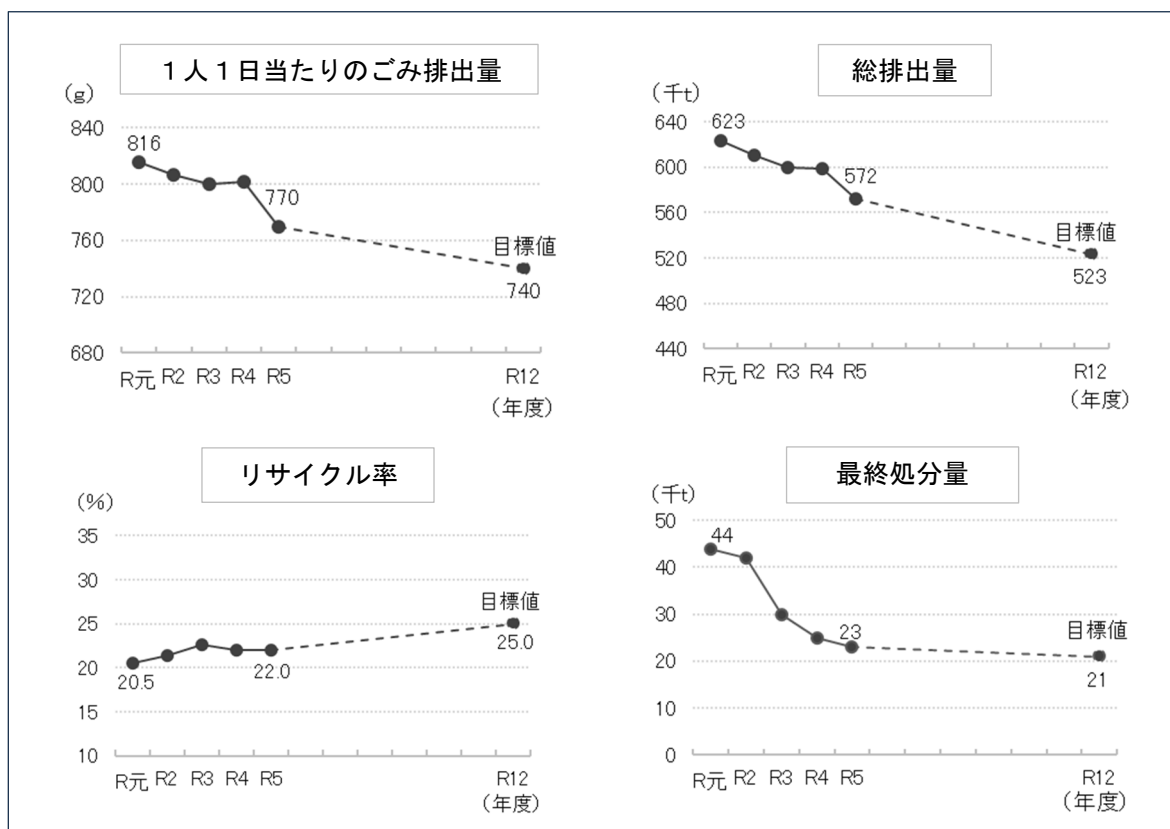 １人１日当たりのごみ排出量
(g)
840
800
760
720
680
816
770
目標値
740
R元 R2 R3 R4 R5 R12
(年度)
総排出量
(千t)
640
600
560
520
480
440
623
572
目標値
523
R元 R2 R3 R4 R5 R12
(年度)
リサイクル率
(%)
35
30
25
20
15
10
20.5
22.0
目標値
25.0
R元 R2 R3 R4 R5 R12
(年度)
最終処分量
(千t)
50
40
30
20
10
0
44
23
目標値
21
R元 R2 R3 R4 R5 R12
(年度)